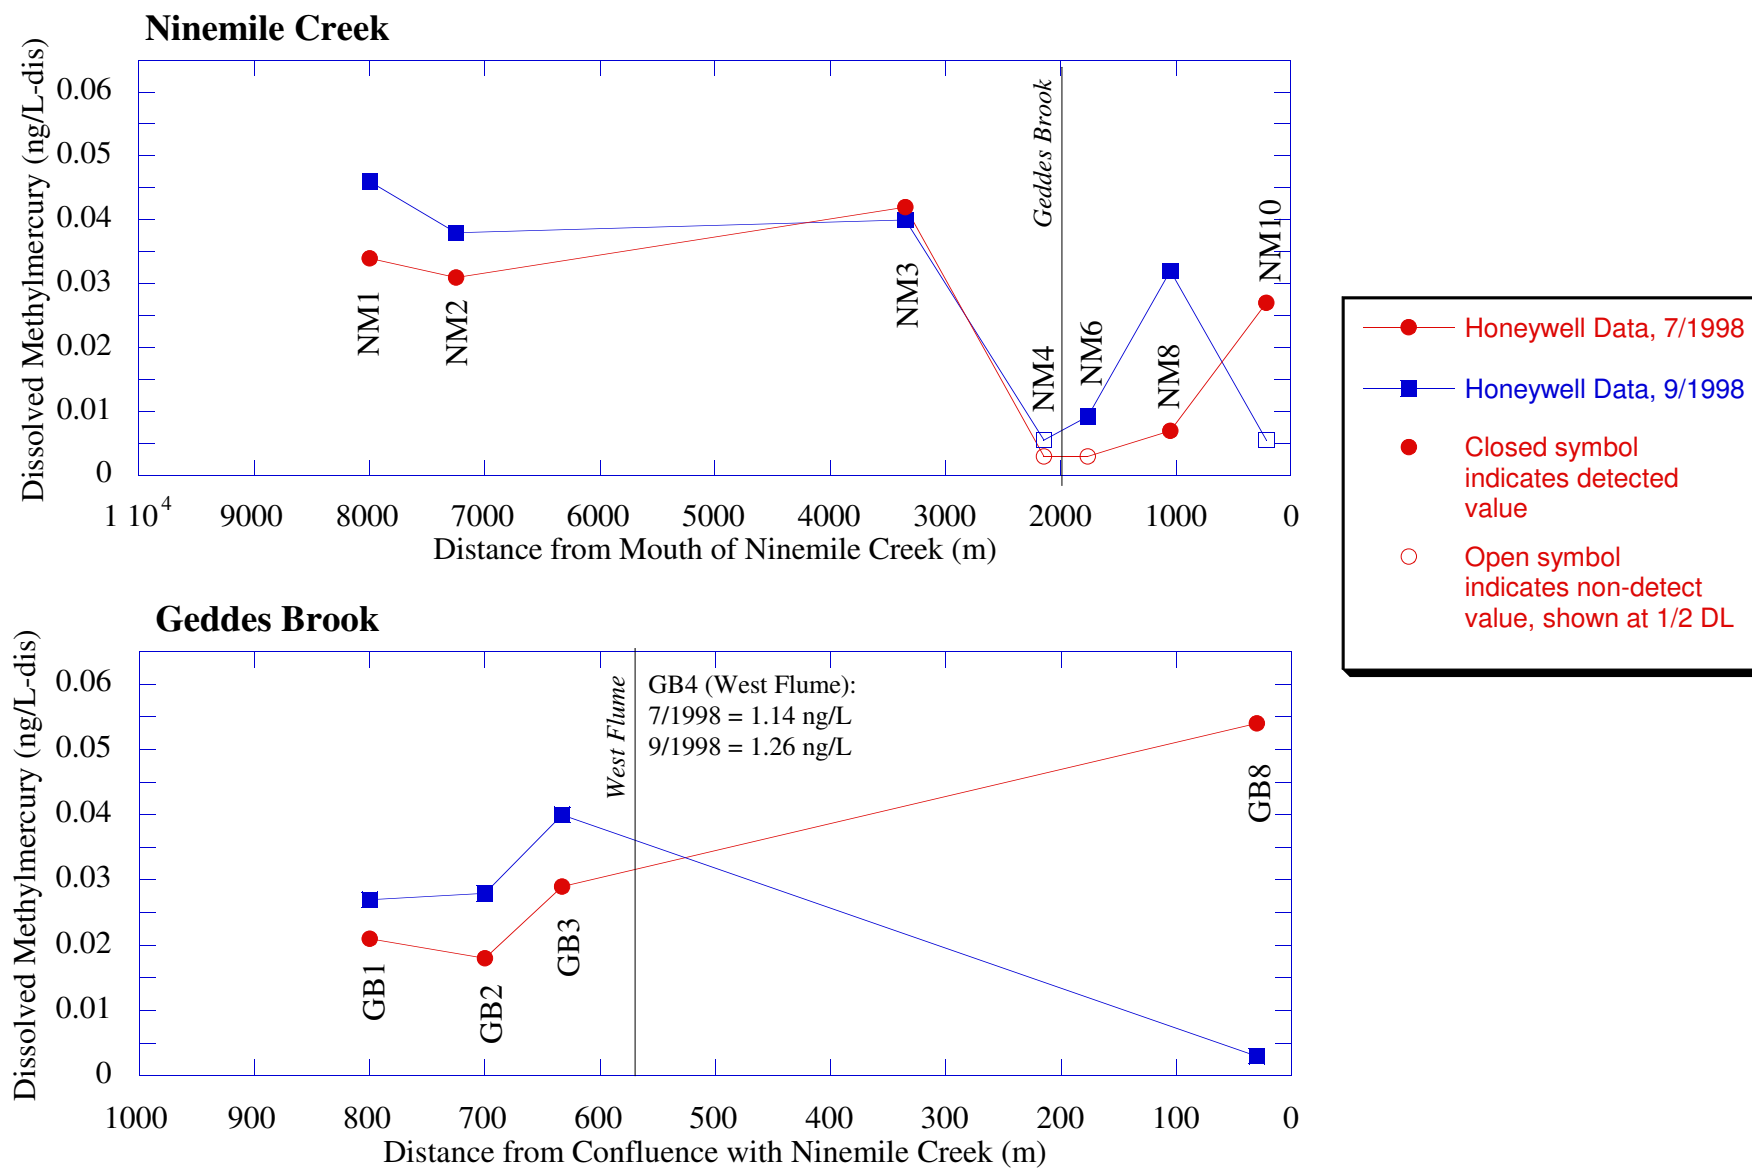 Ninemile Creek
Dissolved Methylmercury (ng/L-dis)
0.06
0.05
0.04
0.03
0.02
0.01
0
NM1
NM2
NM3
NM4
Geddes Brook
NM6
NM8
NM10
1 10^4
9000
8000
7000
6000
5000
4000
3000
2000
1000
0
Distance from Mouth of Ninemile Creek (m)
Honeywell Data, 7/1998
Honeywell Data, 9/1998
Closed symbol
indicates detected
value
Open symbol
indicates non-detect
value, shown at 1/2 DL
Geddes Brook
Dissolved Methylmercury (ng/L-dis)
0.06
0.05
0.04
0.03
0.02
0.01
0
GB1
GB2
GB3
West Flume
GB4 (West Flume):
7/1998 = 1.14 ng/L
9/1998 = 1.26 ng/L
GB8
1000
900
800
700
600
500
400
300
200
100
0
Distance from Confluence with Ninemile Creek (m)